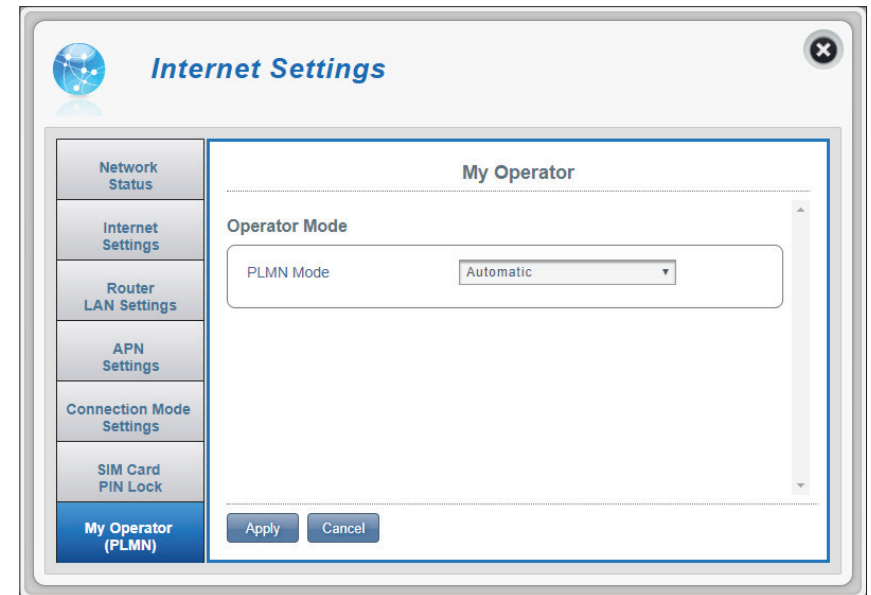 Internet Settings
Network
Status
Internet
Settings
Router
LAN Settings
APN
Settings
Connection Mode
Settings
SIM Card
PIN Lock
My Operator
(PLMN)
My Operator
Operator Mode
PLMN Mode
Automatic
Apply
Cancel